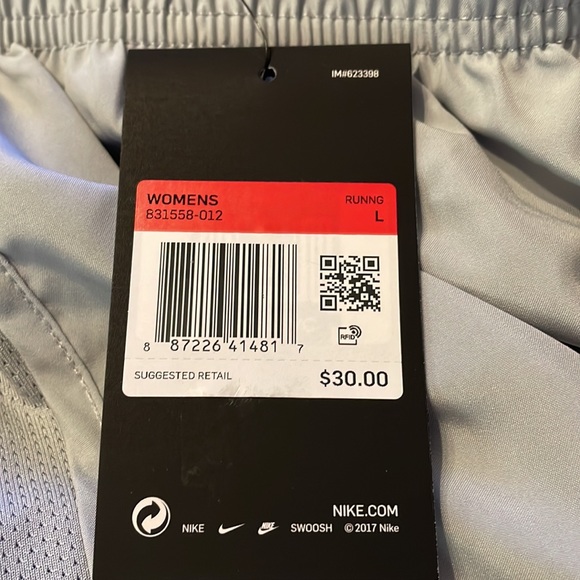 IM#623398
WOMENS RUNNG
831558-012 L
8 87226 41481 7
RFID
SUGGESTED RETAIL $30.00
NIKE.COM
NIKE NIKE SWOOSH © 2017 Nike